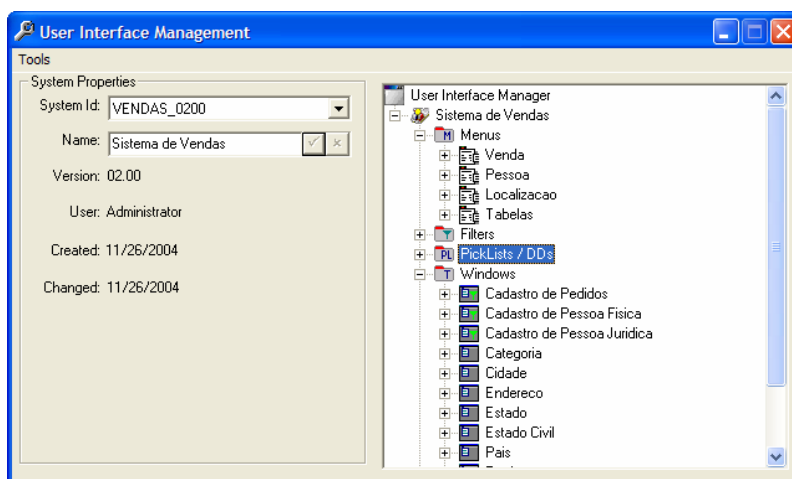 User Interface Management
Tools
System Properties
System Id: VENDAS_0200
Name: Sistema de Vendas
Version: 02.00
User: Administrator
Created: 11/26/2004
Changed: 11/26/2004
User Interface Manager
Sistema de Vendas
M Menus
Venda
Pessoa
Localizacao
Tabelas
Filters
PL PickLists / DDs
T Windows
Cadastro de Pedidos
Cadastro de Pessoa Fisica
Cadastro de Pessoa Juridica
Categoria
Cidade
Endereco
Estado
Estado Civil
Pais